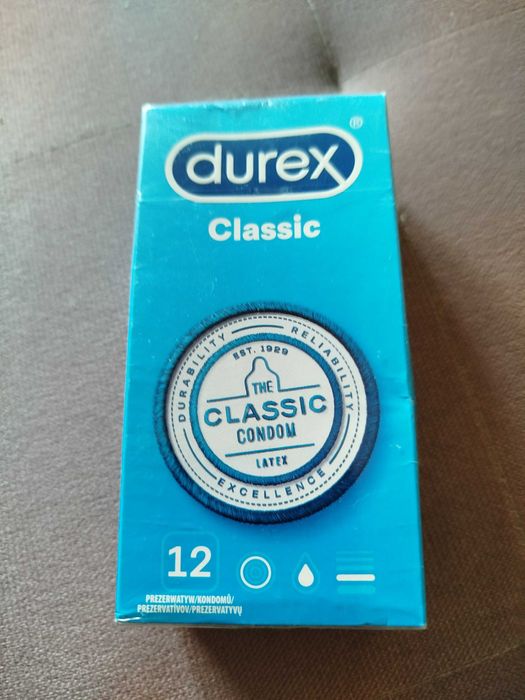 durex®
Classic
DURABILITY RELIABILITY
EST. 1929
THE
CLASSIC
CONDOM
LATEX
EXCELLENCE
12
PREZERWATYW/KONDOMŮ/
PREZERVATÍVOV/PREZERVATYVŲ